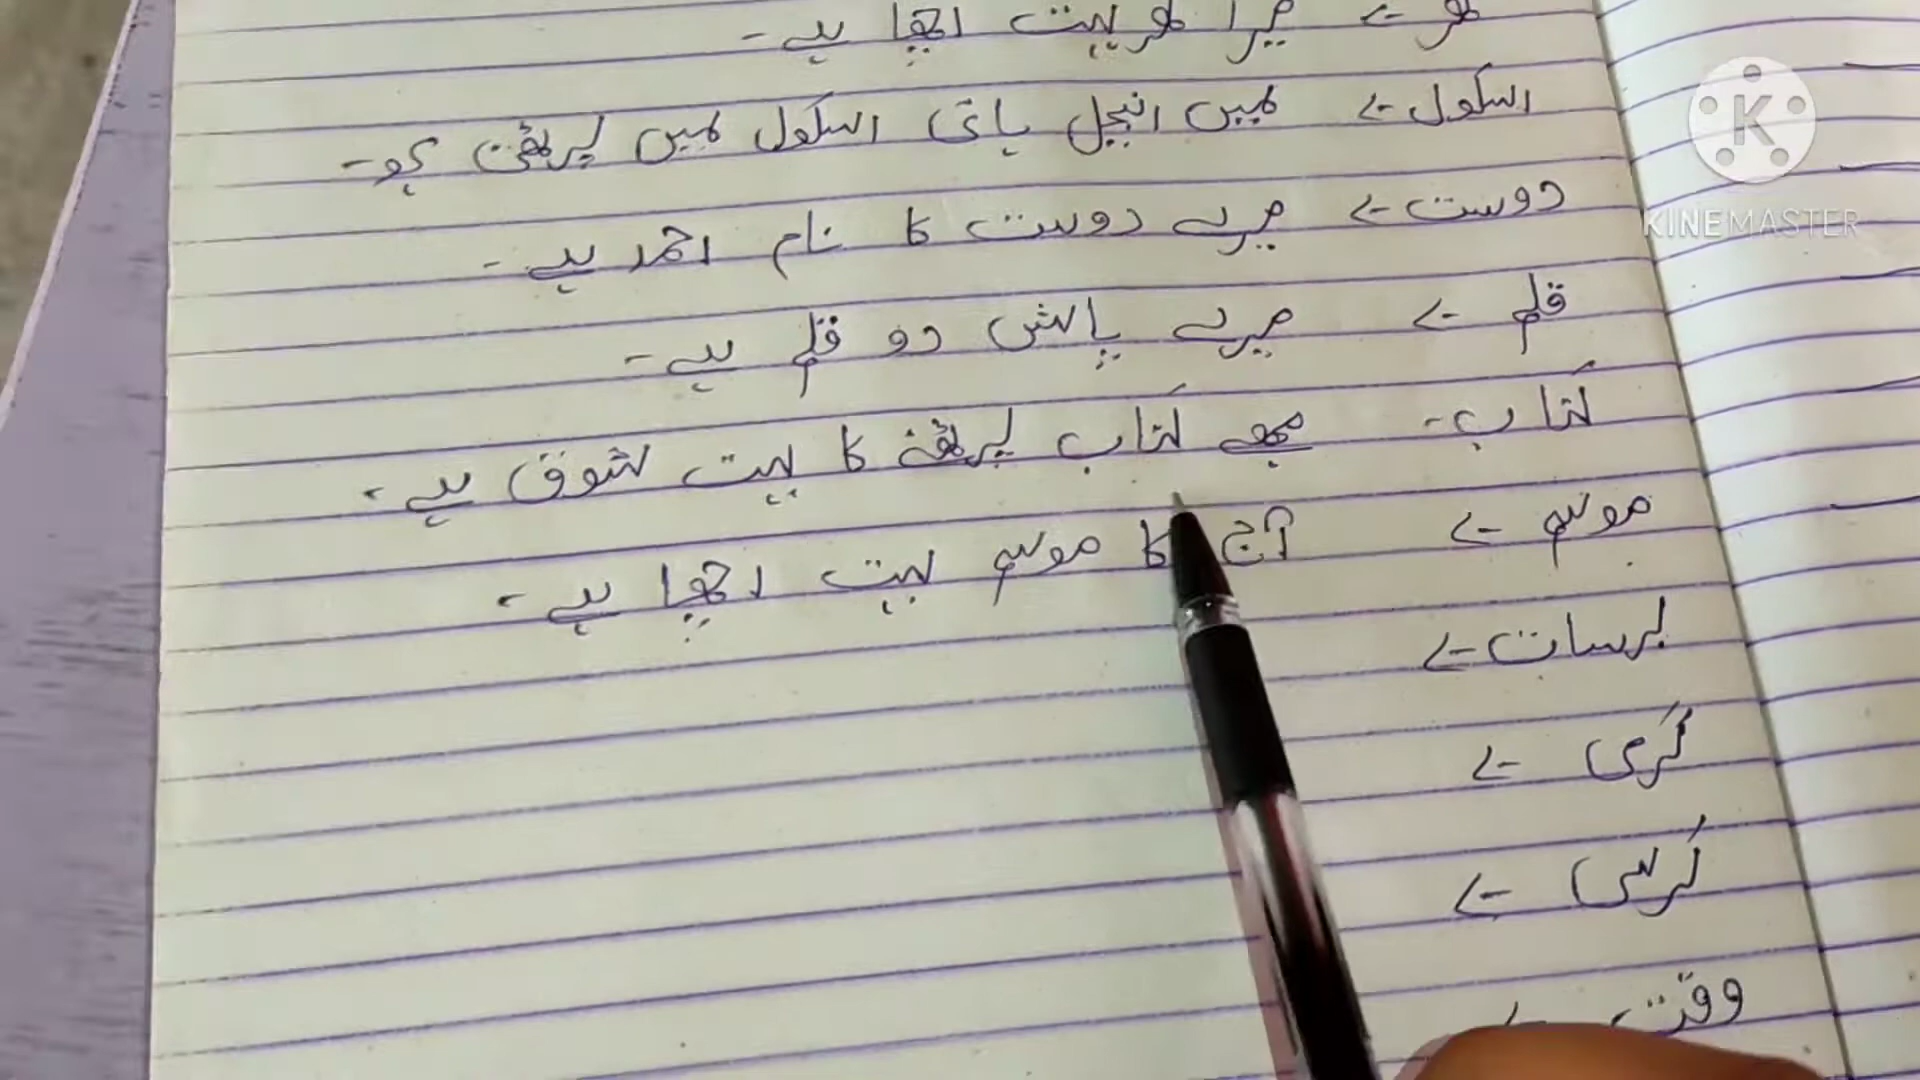 گھر ← میرا گھر بہت اچھا ہے۔
اسکول ← میں انجیل ہائی اسکول میں پڑھتی ہو۔
دوست ← میرے دوست کا نام احمد ہے۔
قلم ← میرے پاس دو قلم ہے۔
کتاب۔ مجھے کتاب پڑھنے کا بہت شوق ہے۔
موسم ← آج کا موسم بہت اچھا ہے۔
برسات ←
گرمی ←
کرسی ←
وقت ←
K
KINEMASTER